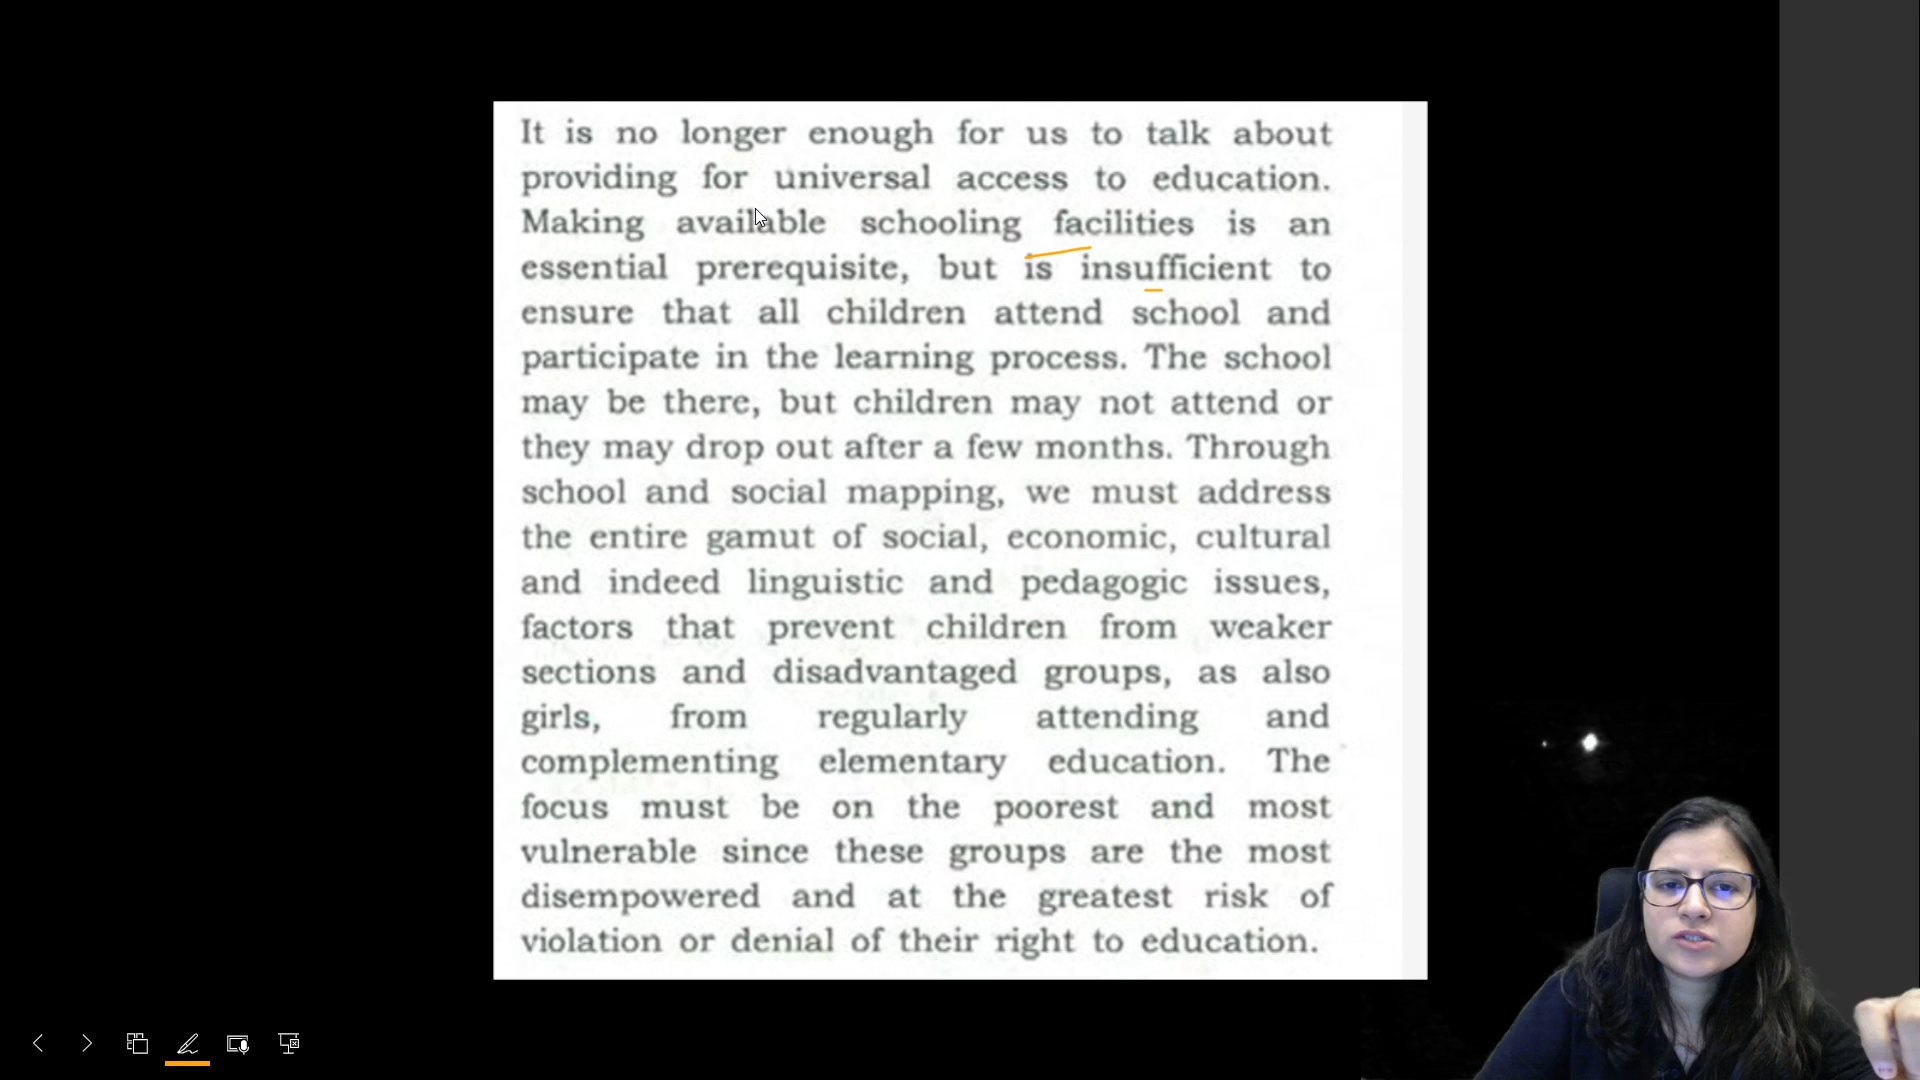 It is no longer enough for us to talk about
providing for universal access to education.
Making available schooling facilities is an
essential prerequisite, but is insufficient to
ensure that all children attend school and
participate in the learning process. The school
may be there, but children may not attend or
they may drop out after a few months. Through
school and social mapping, we must address
the entire gamut of social, economic, cultural
and indeed linguistic and pedagogic issues,
factors that prevent children from weaker
sections and disadvantaged groups, as also
girls, from regularly attending and
complementing elementary education. The
focus must be on the poorest and most
vulnerable since these groups are the most
disempowered and at the greatest risk of
violation or denial of their right to education.